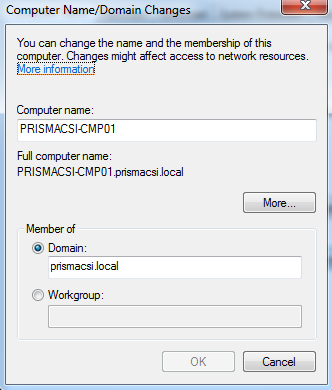 Computer Name/Domain Changes
You can change the name and the membership of this
computer. Changes might affect access to network resources.
More information
Computer name:
PRISMACSI-CMP01
Full computer name:
PRISMACSI-CMP01.prismacsi.local
More...
Member of
Domain:
prismacsi.local
Workgroup:
OK
Cancel